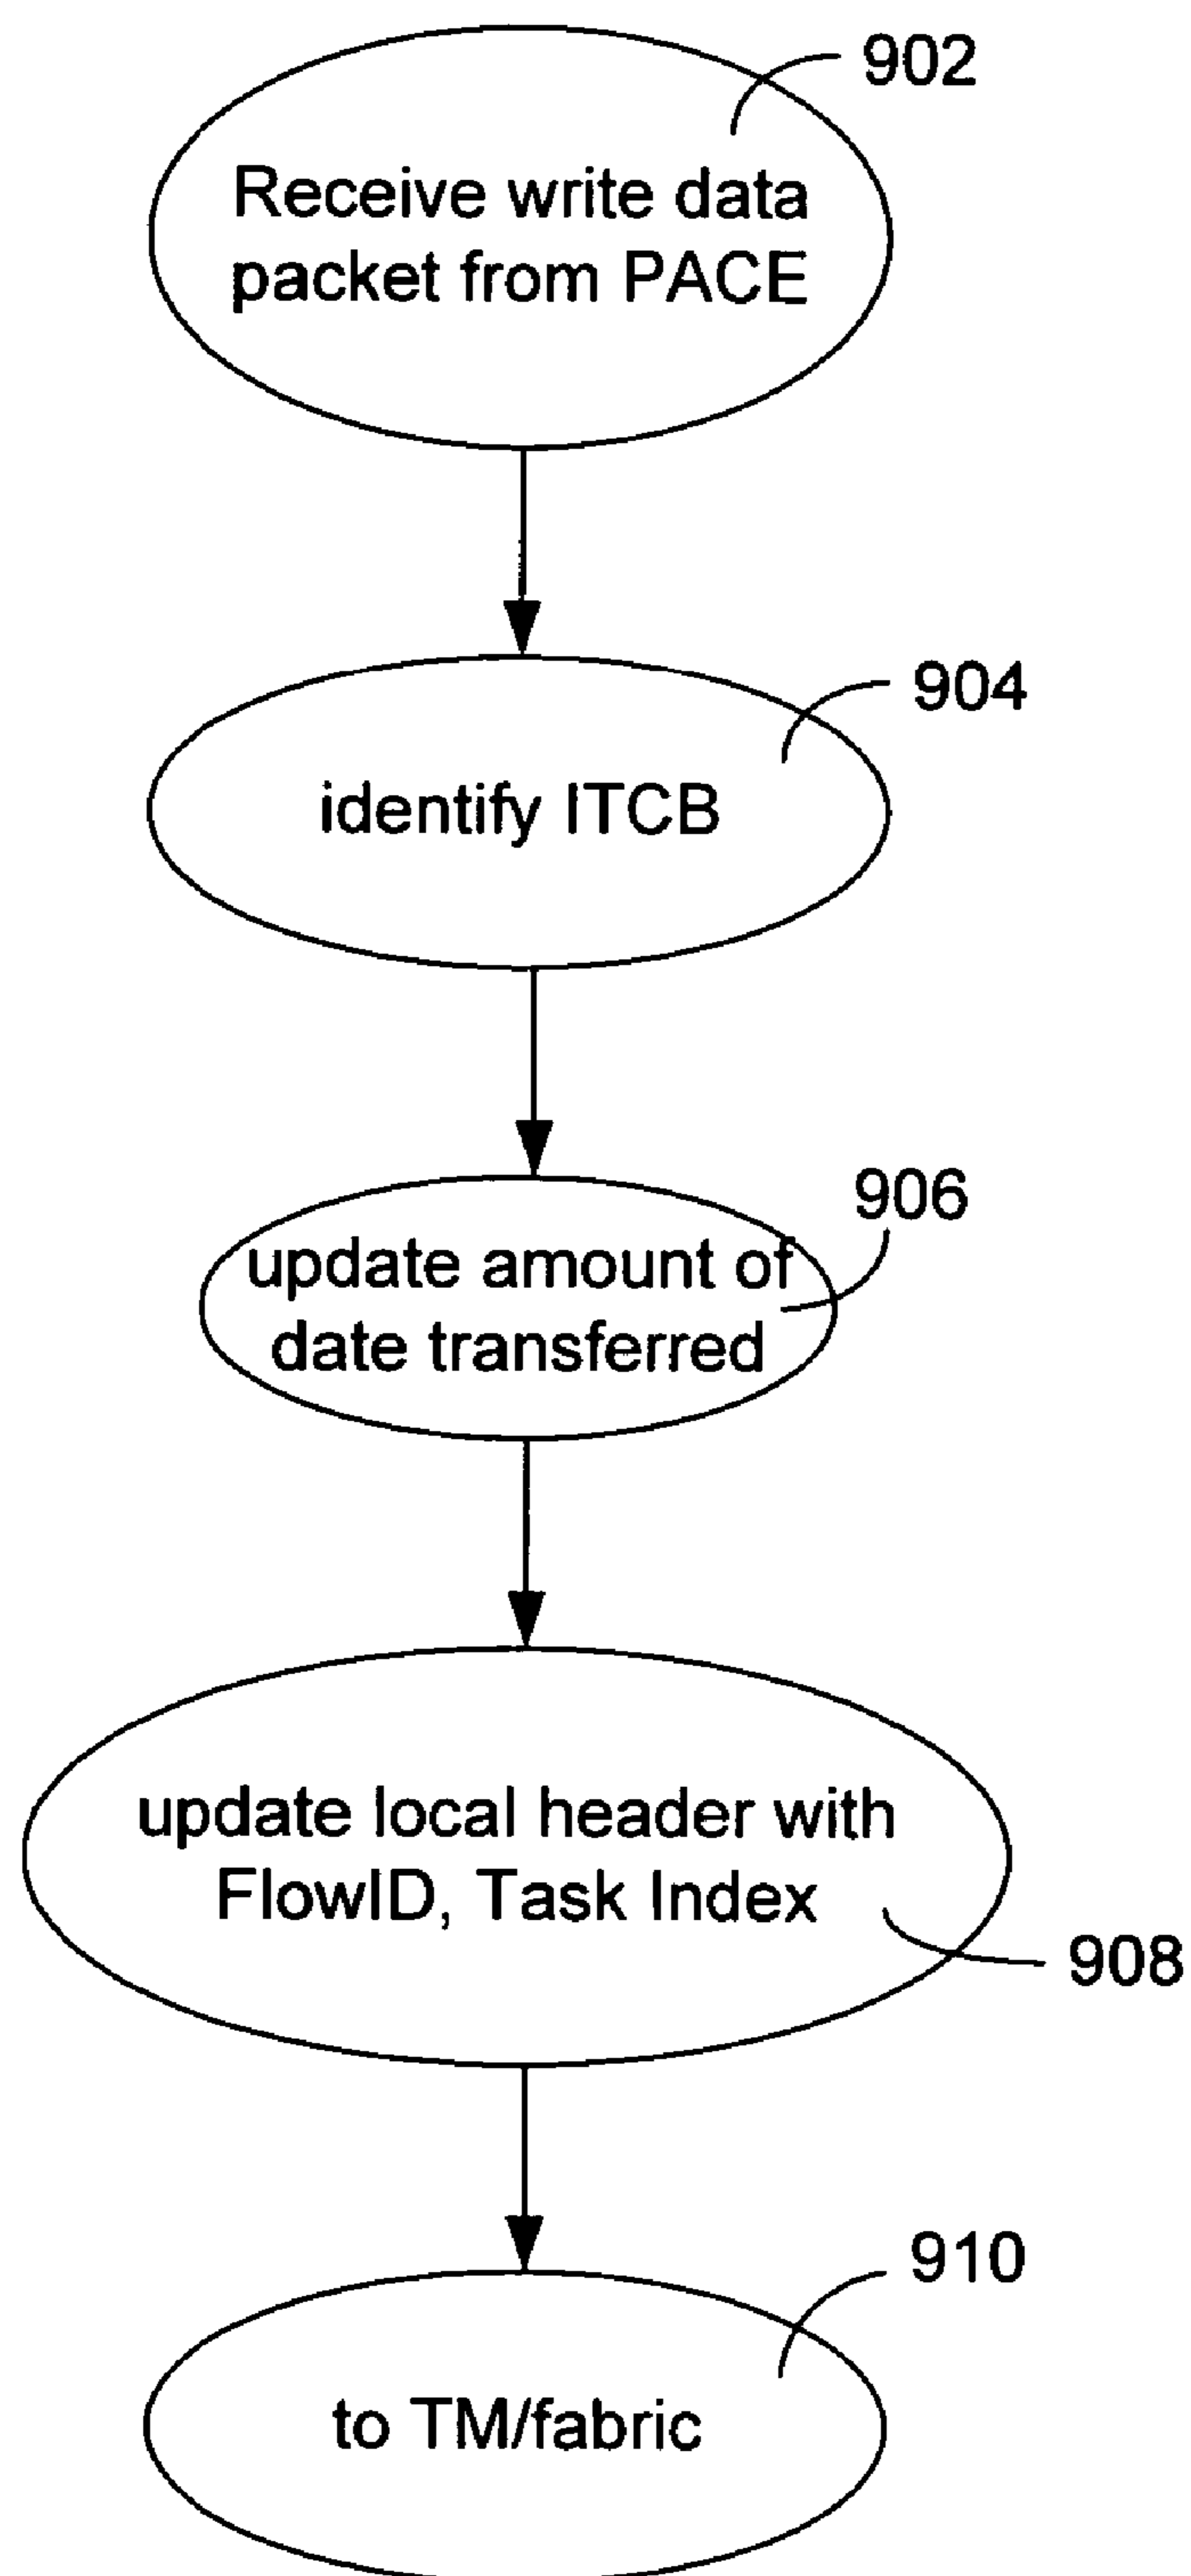 902
Receive write data
packet from PACE
904
identify ITCB
906
update amount of
date transferred
update local header with
FlowID, Task Index
908
910
to TM/fabric